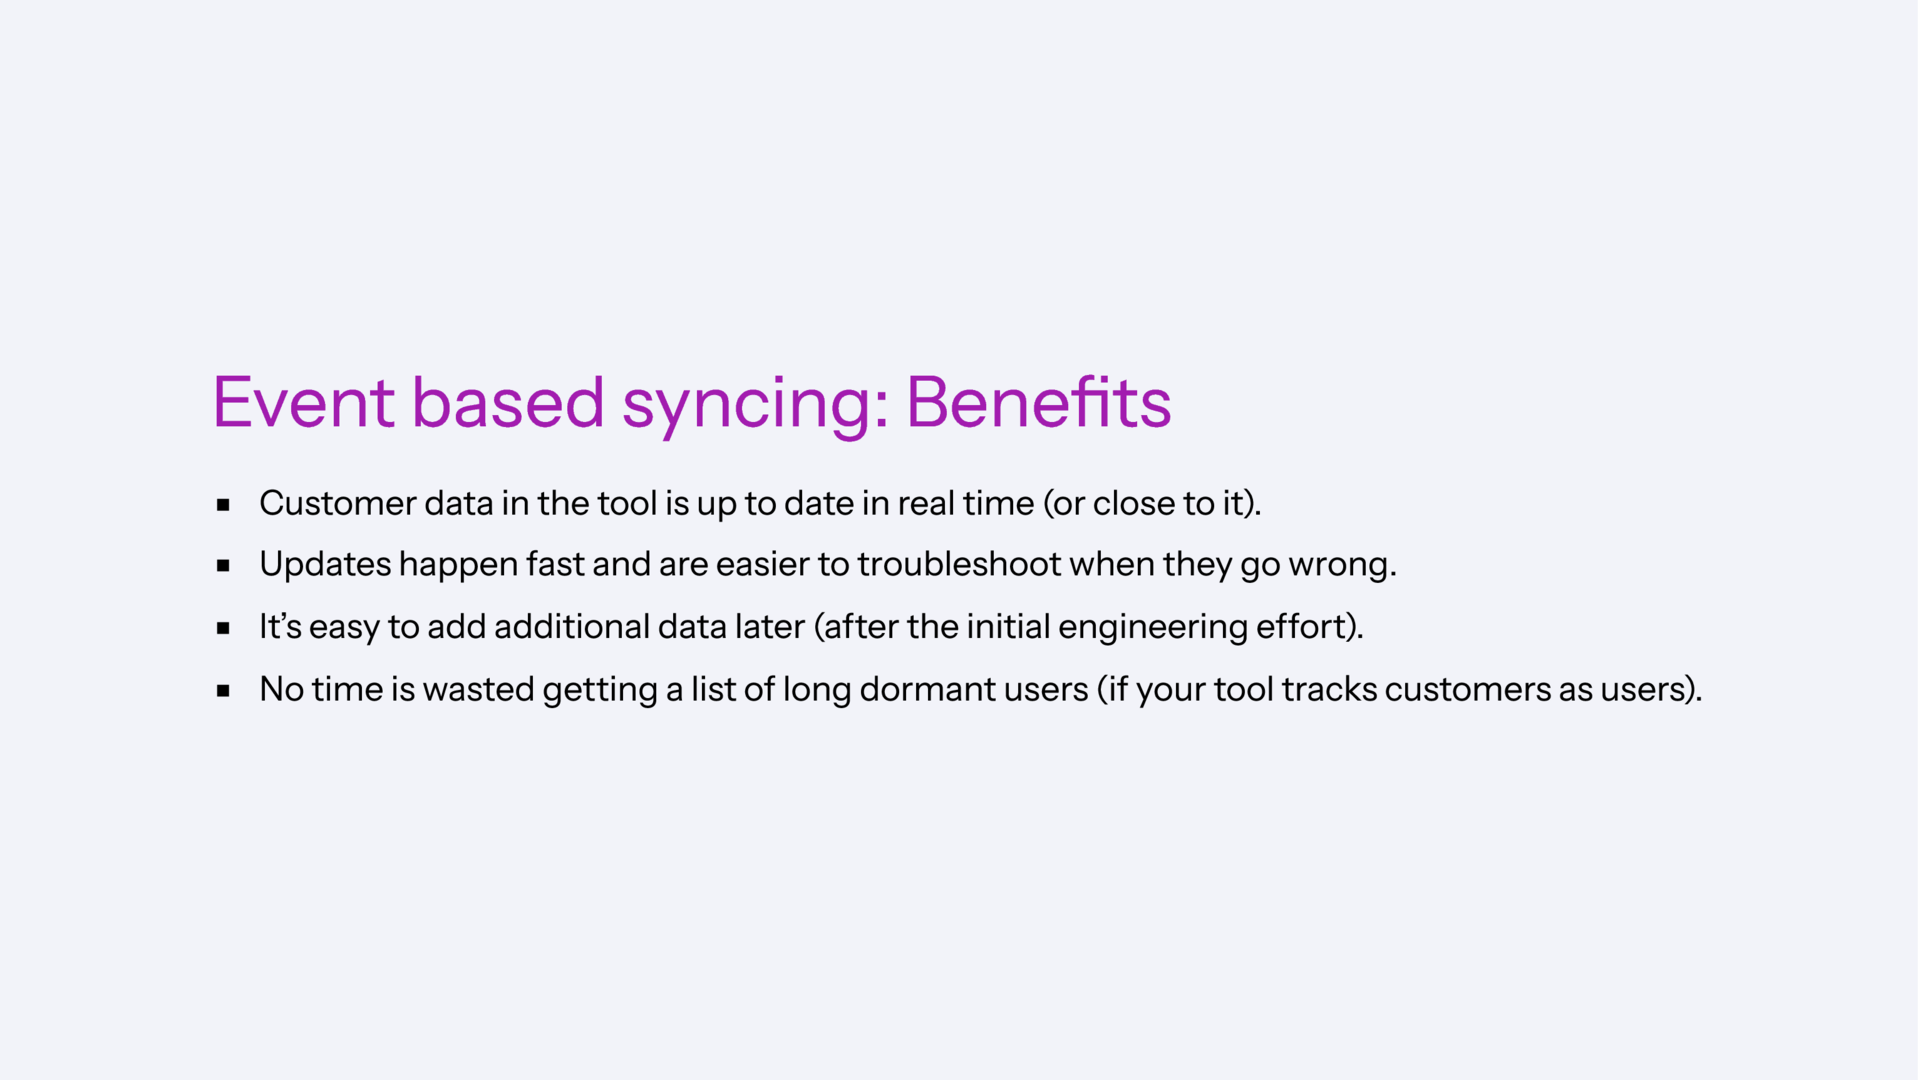 Event based syncing: Benefits
▪ Customer data in the tool is up to date in real time (or close to it).
▪ Updates happen fast and are easier to troubleshoot when they go wrong.
▪ It’s easy to add additional data later (after the initial engineering effort).
▪ No time is wasted getting a list of long dormant users (if your tool tracks customers as users).